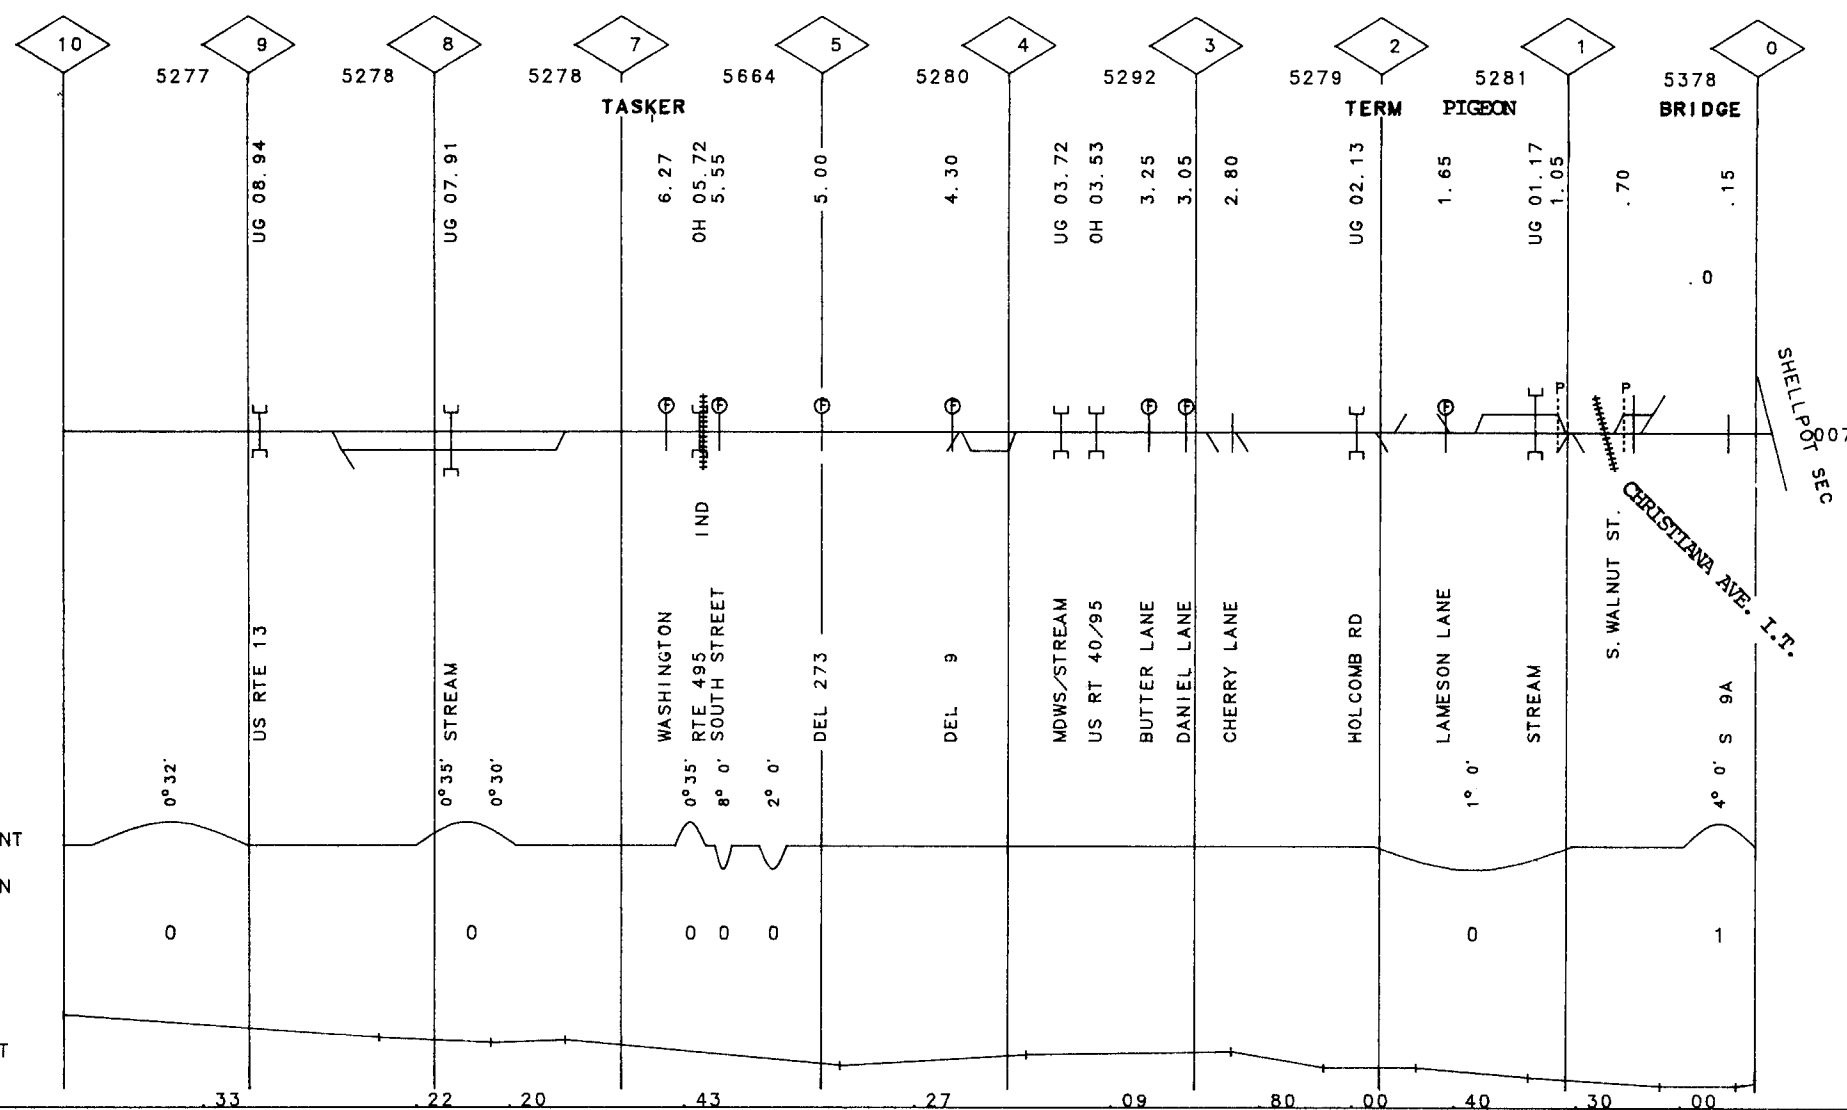 10 9 8 7 5 4 3 2 1 0
5277 5278 5278 5664 5280 5292 5279 5281 5378
TASKER TERM PIGEON BRIDGE
UG 08.94
UG 07.91
6.27
OH 05.72
5.55
5.00
4.30
UG 03.72
OH 03.53
3.25
3.05
2.80
UG 02.13
1.65
UG 01.17
1.05
.70
.15
.0
F F F F F F F P P
SHELLPOT SEC
007
IND
CHRISTIANA AVE. I.T.
US RTE 13
STREAM
WASHINGTON
RTE 495
SOUTH STREET
DEL 273
DEL 9
MDWS/STREAM
US RT 40/95
BUTTER LANE
DANIEL LANE
CHERRY LANE
HOLCOMB RD
LAMESON LANE
STREAM
S. WALNUT ST.
S 9A
0°32' 0°35' 0°30' 0°35' 8° 0' 2° 0' 1° 0' 4° 0'
NT
N
0 0 0 0 0 0 1
T
.33 .22 .20 .43 .27 .09 .80 .00 .40 .30 .00